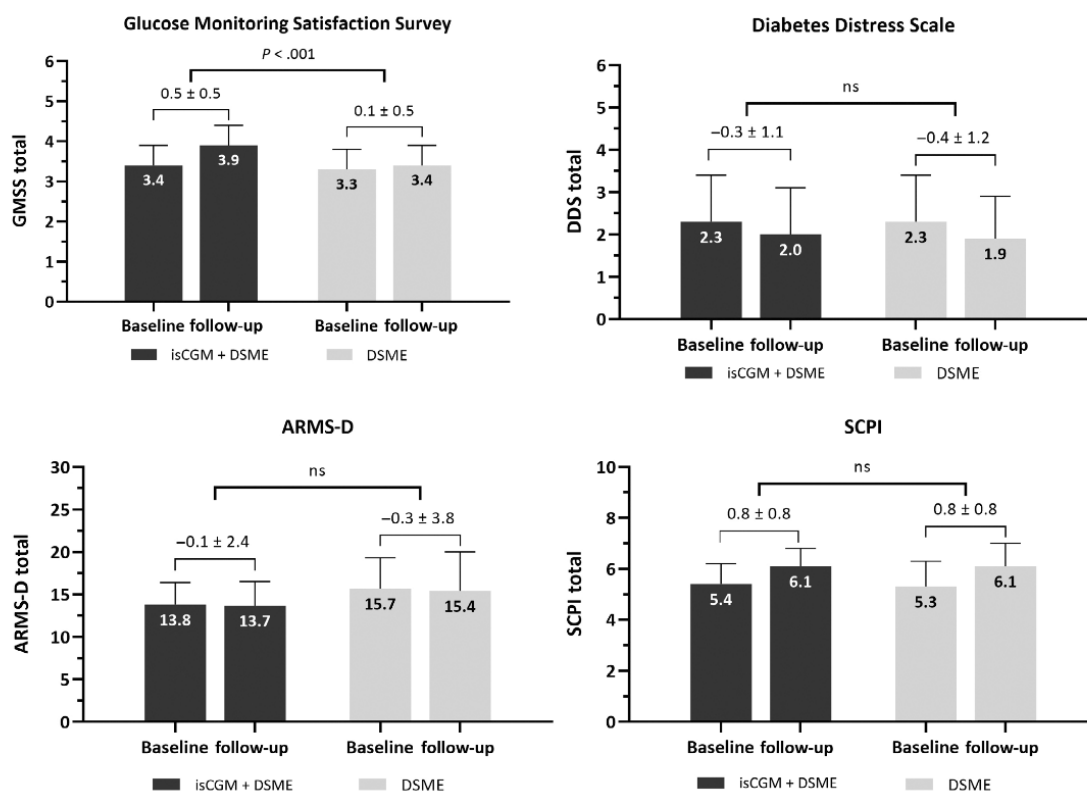 Glucose Monitoring Satisfaction Survey
P < .001
0.5 ± 0.5
0.1 ± 0.5
GMSS total
6
5
4
3
2
1
0
3.4
3.9
3.3
3.4
Baseline follow-up
Baseline follow-up
isCGM + DSME
DSME
Diabetes Distress Scale
ns
−0.3 ± 1.1
−0.4 ± 1.2
DDS total
6
5
4
3
2
1
0
2.3
2.0
2.3
1.9
Baseline follow-up
Baseline follow-up
isCGM + DSME
DSME
ARMS-D
ns
−0.1 ± 2.4
−0.3 ± 3.8
ARMS-D total
30
25
20
15
10
5
0
13.8
13.7
15.7
15.4
Baseline follow-up
Baseline follow-up
isCGM + DSME
DSME
SCPI
ns
0.8 ± 0.8
0.8 ± 0.8
SCPI total
10
8
6
4
2
0
5.4
6.1
5.3
6.1
Baseline follow-up
Baseline follow-up
isCGM + DSME
DSME